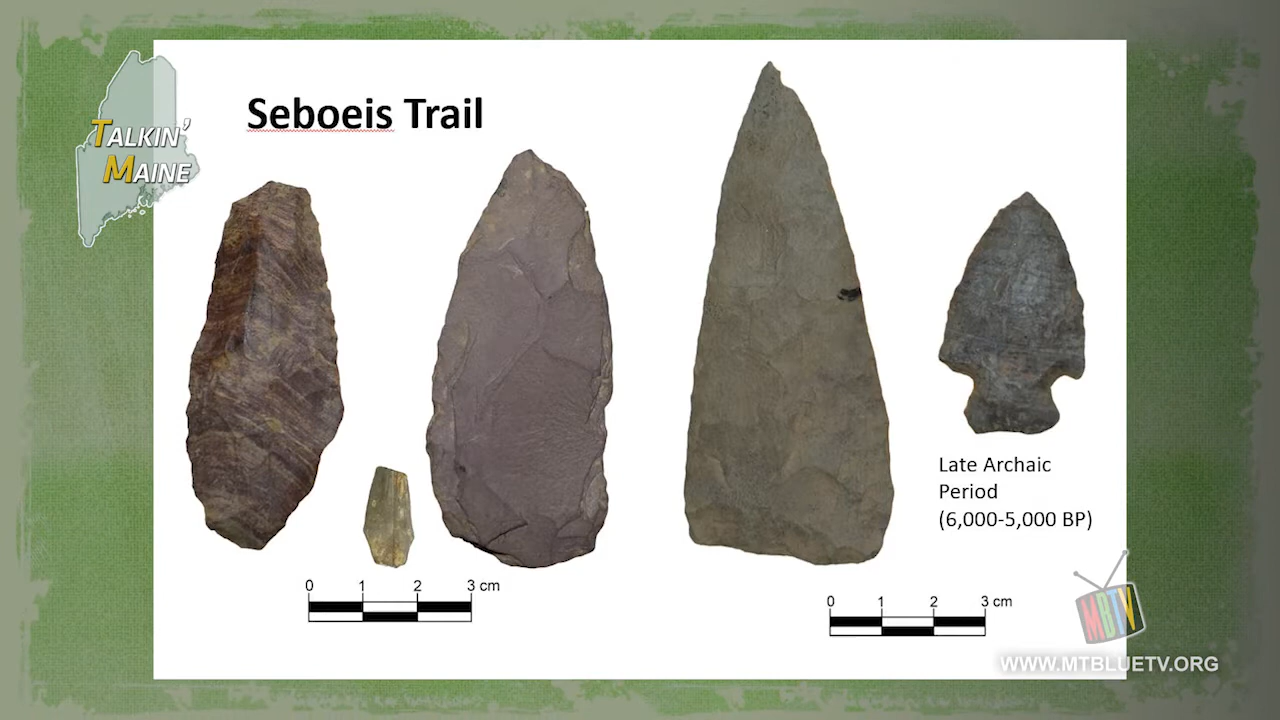 TALKIN'
MAINE
Seboeis Trail
Late Archaic
Period
(6,000-5,000 BP)
0 1 2 3 cm
0 1 2 3 cm
MBTV
WWW.MTBLUETV.ORG